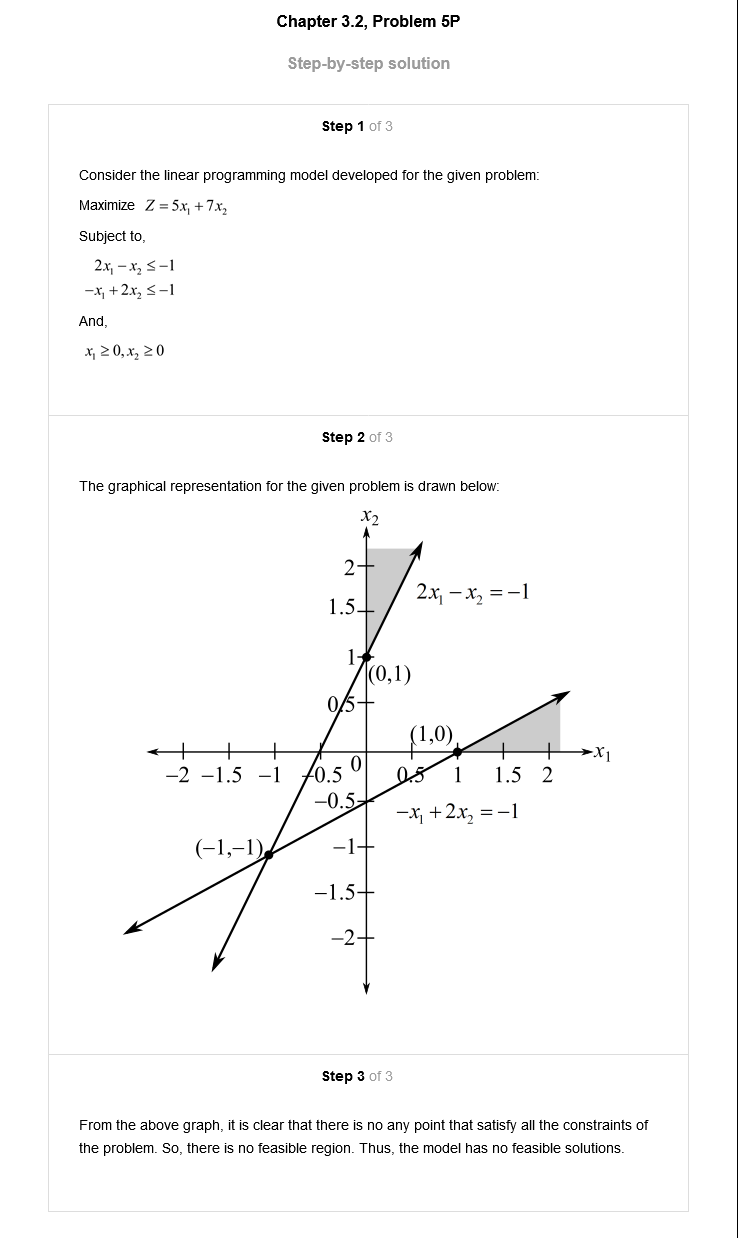 Chapter 3.2, Problem 5P
Step-by-step solution
Step 1 of 3
Consider the linear programming model developed for the given problem:
Maximize Z = 5x₁ + 7x₂
Subject to,
2x₁ − x₂ ≤ −1
−x₁ + 2x₂ ≤ −1
And,
x₁ ≥ 0, x₂ ≥ 0
Step 2 of 3
The graphical representation for the given problem is drawn below:
x₂
2
2x₁ − x₂ = −1
1.5
1
(0,1)
0.5
(1,0)
x₁
−2 −1.5 −1 −0.5 0 0.5 1 1.5 2
−0.5
−x₁ + 2x₂ = −1
(−1,−1)
−1
−1.5
−2
Step 3 of 3
From the above graph, it is clear that there is no any point that satisfy all the constraints of
the problem. So, there is no feasible region. Thus, the model has no feasible solutions.